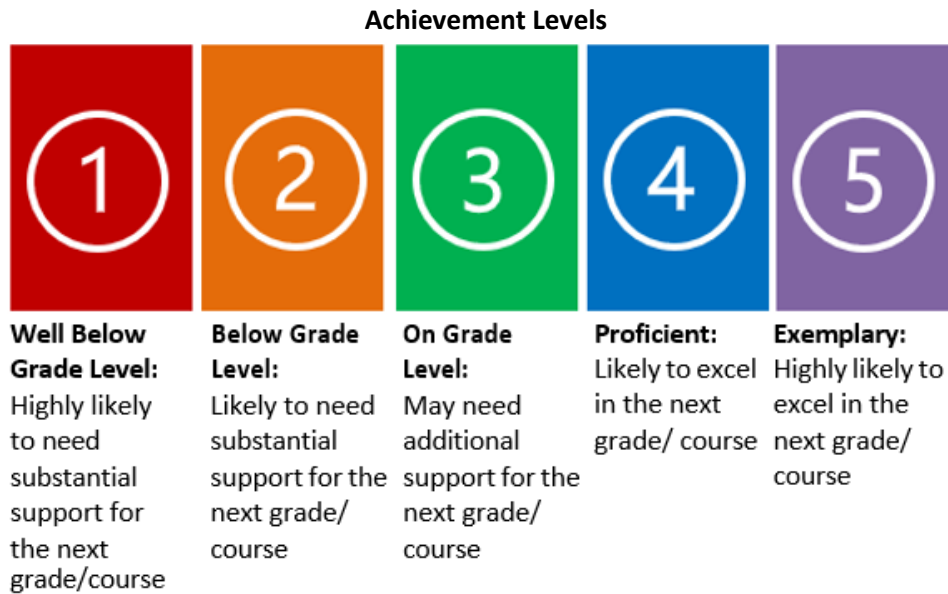 Achievement Levels
1
2
3
4
5
Well Below
Grade Level:
Highly likely
to need
substantial
support for
the next
grade/course
Below Grade
Level:
Likely to need
substantial
support for the
next grade/
course
On Grade
Level:
May need
additional
support for the
next grade/
course
Proficient:
Likely to excel
in the next
grade/ course
Exemplary:
Highly likely to
excel in the
next grade/
course